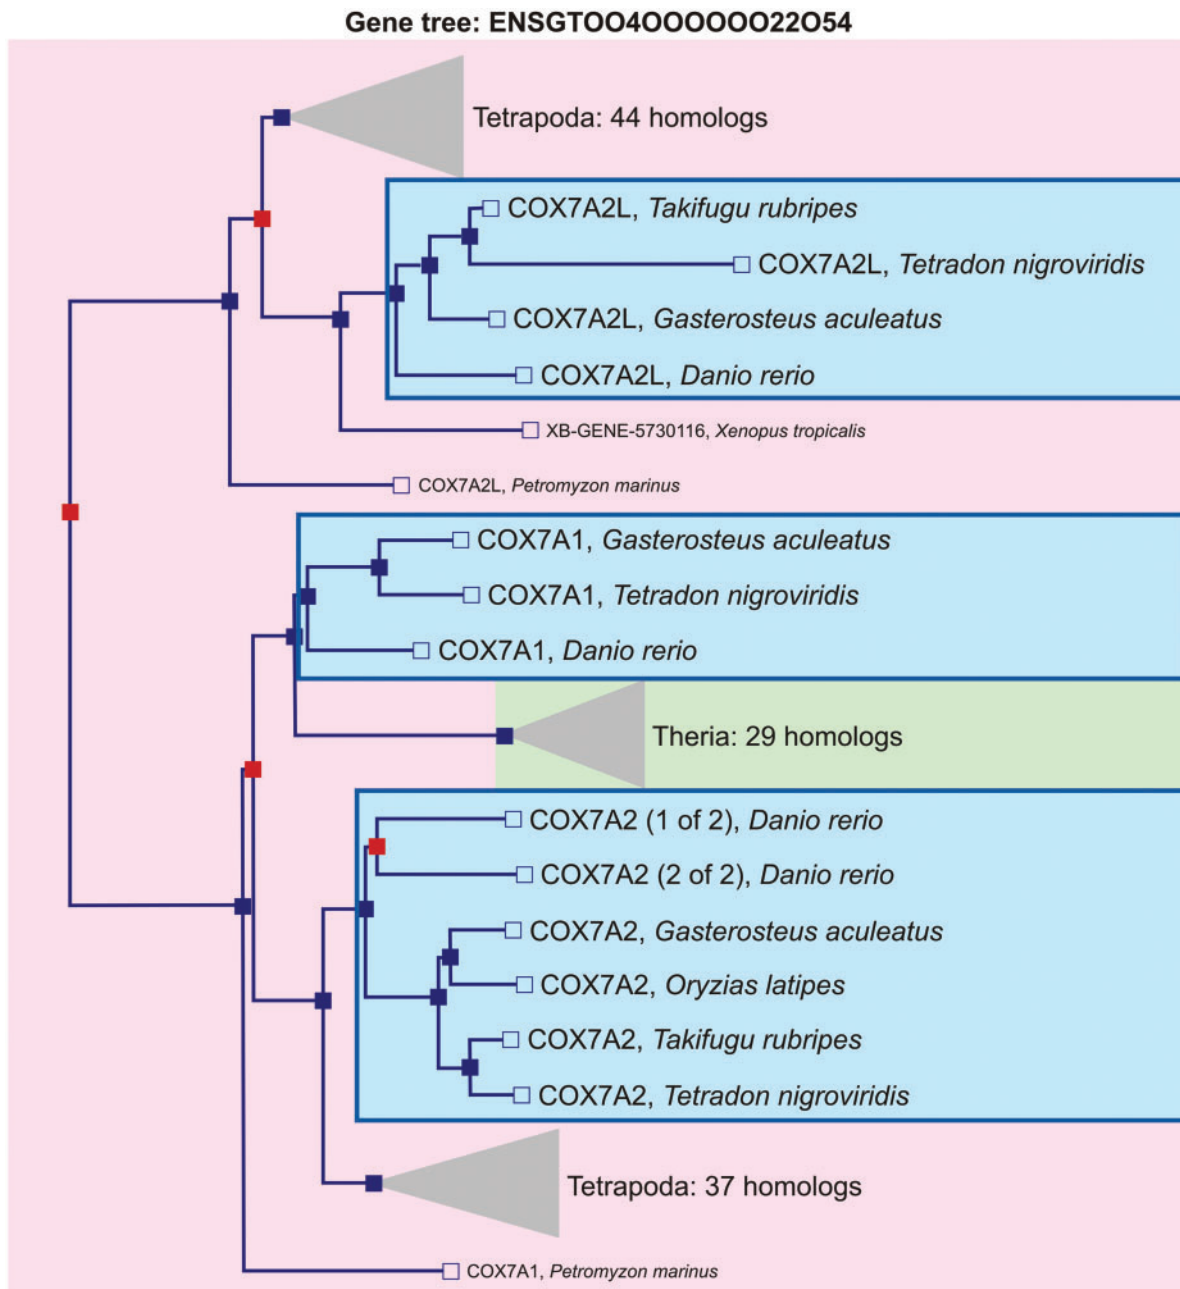 Gene tree: ENSGTOO4OOOOOO22O54
Tetrapoda: 44 homologs
COX7A2L, Takifugu rubripes
COX7A2L, Tetradon nigroviridis
COX7A2L, Gasterosteus aculeatus
COX7A2L, Danio rerio
XB-GENE-5730116, Xenopus tropicalis
COX7A2L, Petromyzon marinus
COX7A1, Gasterosteus aculeatus
COX7A1, Tetradon nigroviridis
COX7A1, Danio rerio
Theria: 29 homologs
COX7A2 (1 of 2), Danio rerio
COX7A2 (2 of 2), Danio rerio
COX7A2, Gasterosteus aculeatus
COX7A2, Oryzias latipes
COX7A2, Takifugu rubripes
COX7A2, Tetradon nigroviridis
Tetrapoda: 37 homologs
COX7A1, Petromyzon marinus